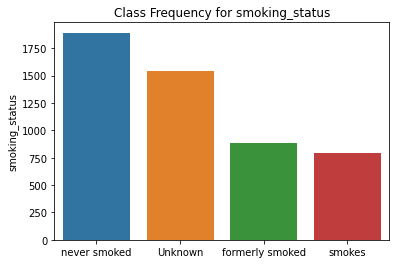 Class Frequency for smoking_status
smoking_status
1750
1500
1250
1000
750
500
250
0
never smoked Unknown formerly smoked smokes